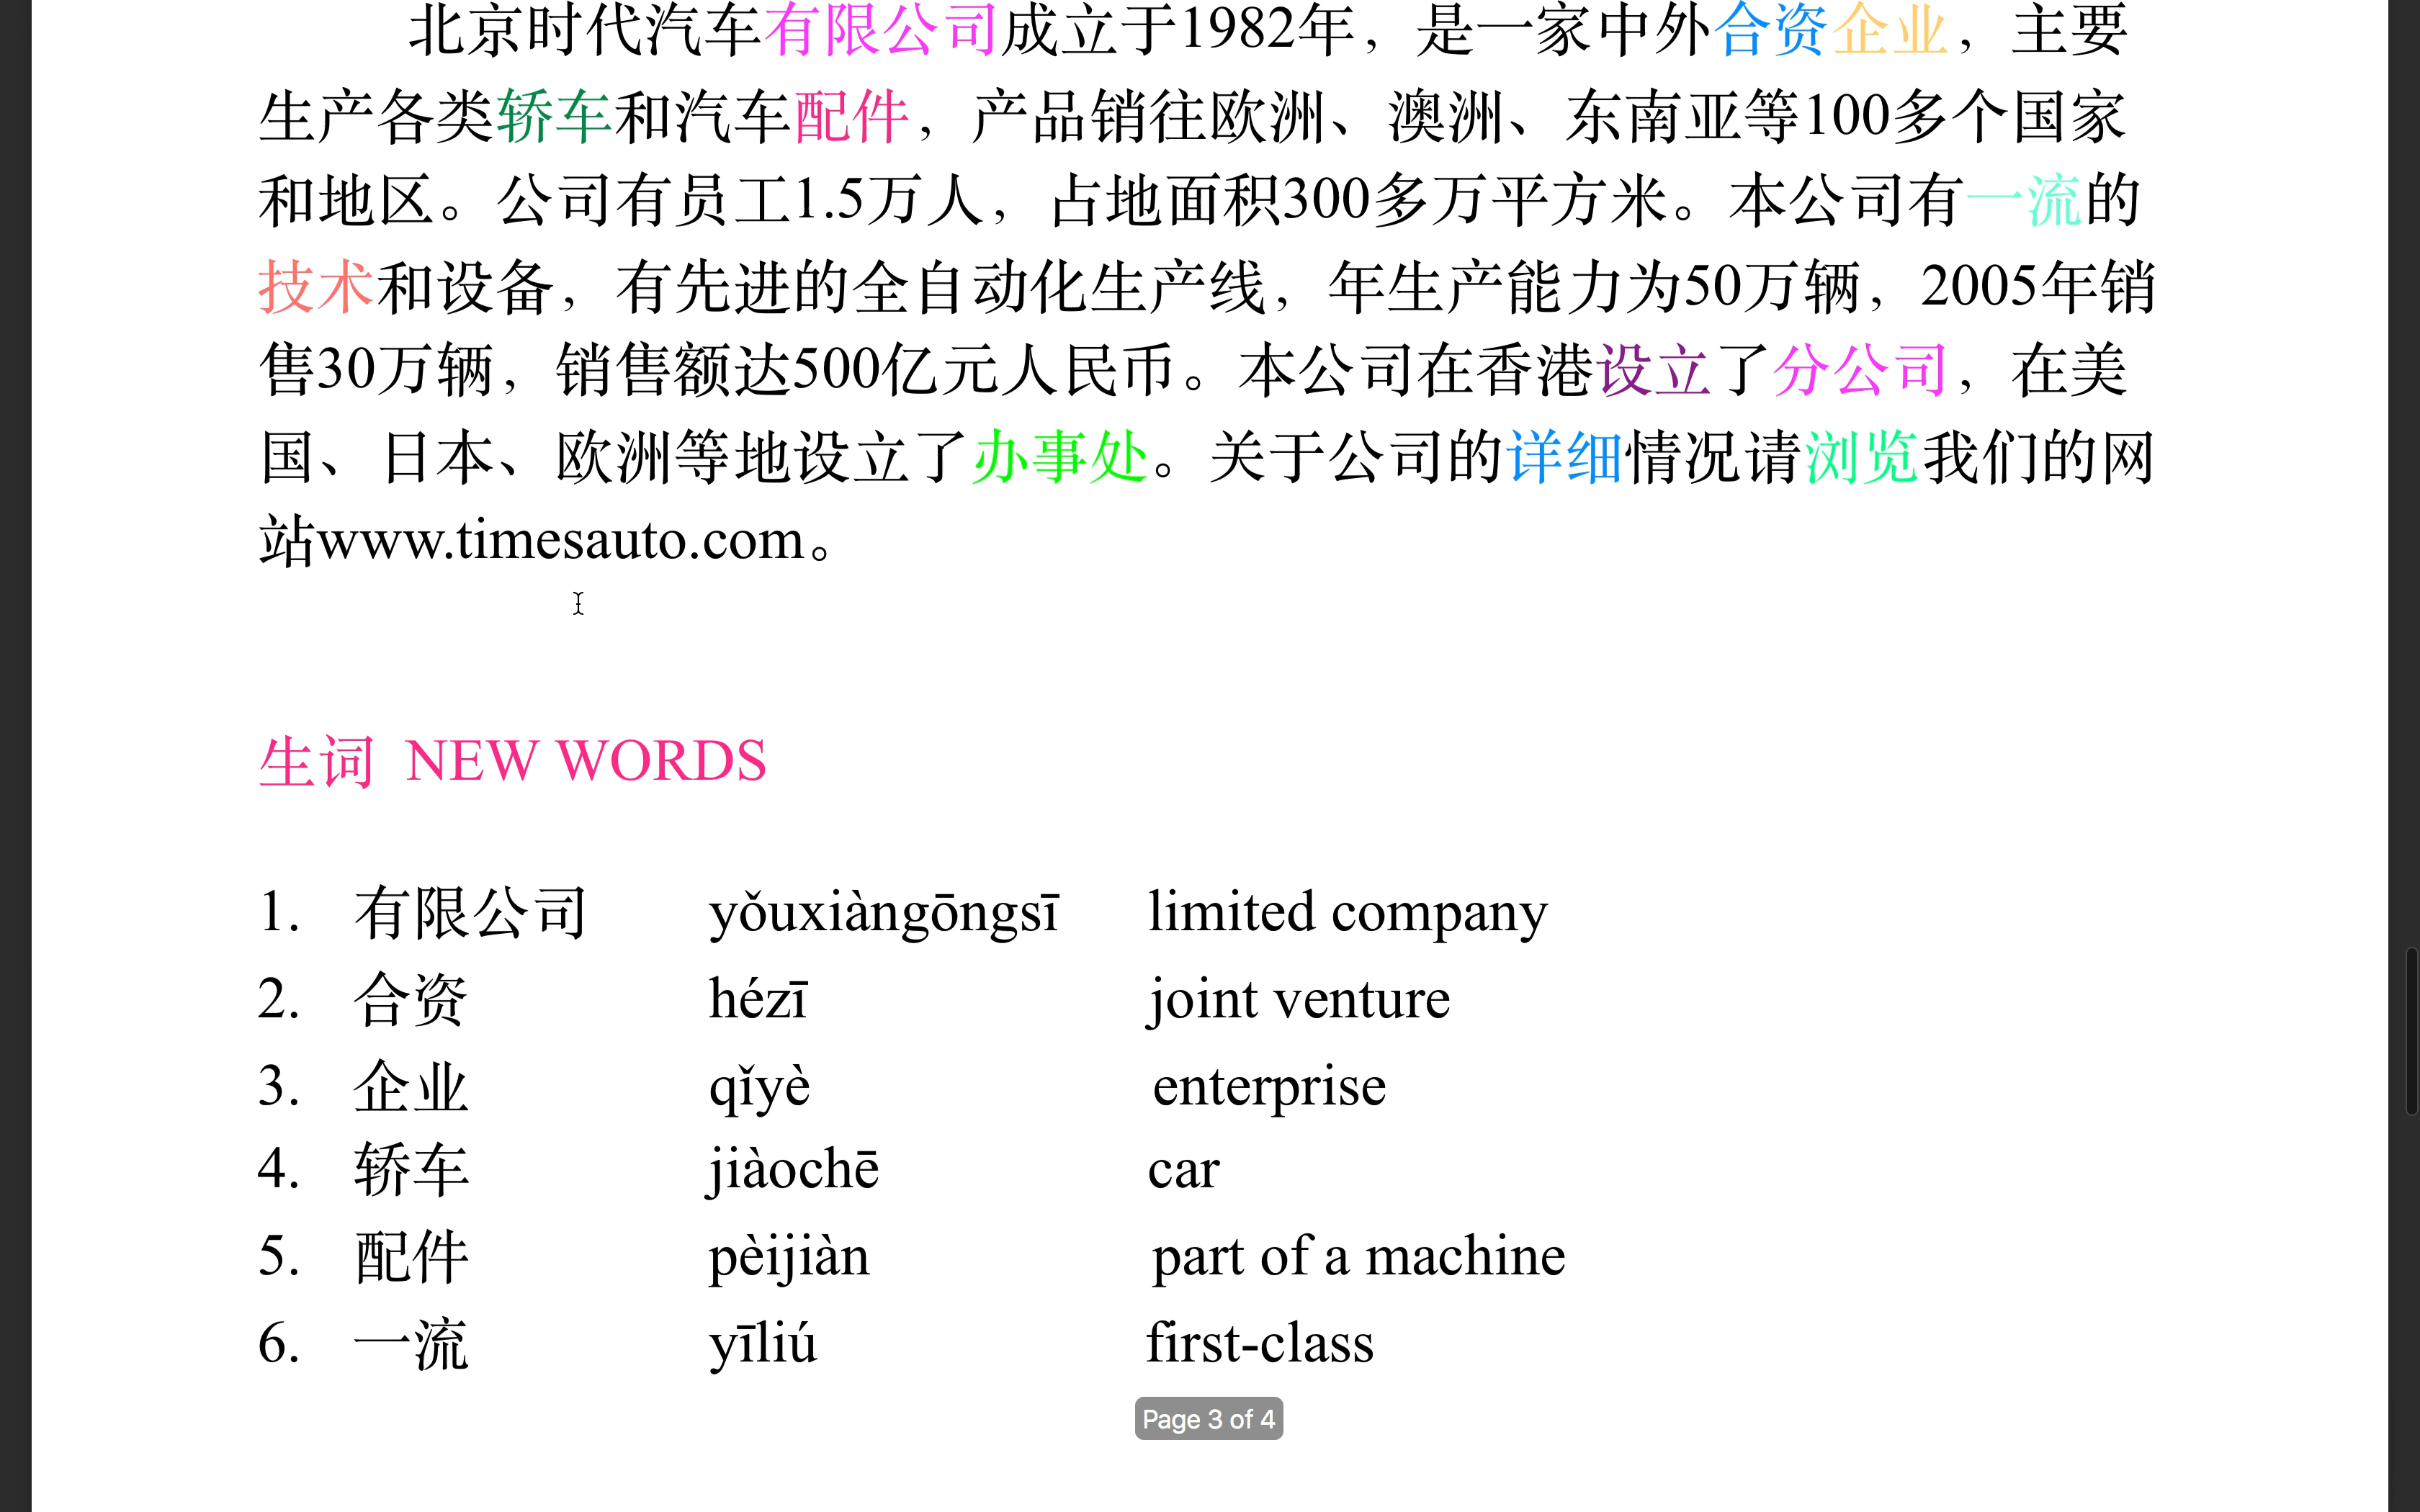 北京时代汽车有限公司成立于1982年，是一家中外合资企业，主要
生产各类轿车和汽车配件，产品销往欧洲、澳洲、东南亚等100多个国家
和地区。公司有员工1.5万人，占地面积300多万平方米。本公司有一流的
技术和设备，有先进的全自动化生产线，年生产能力为50万辆，2005年销
售30万辆，销售额达500亿元人民币。本公司在香港设立了分公司，在美
国、日本、欧洲等地设立了办事处。关于公司的详细情况请浏览我们的网
站www.timesauto.com。
生词 NEW WORDS
1. 有限公司 yǒuxiàngōngsī limited company
2. 合资 hézī joint venture
3. 企业 qǐyè enterprise
4. 轿车 jiàochē car
5. 配件 pèijiàn part of a machine
6. 一流 yīliú first-class
Page 3 of 4